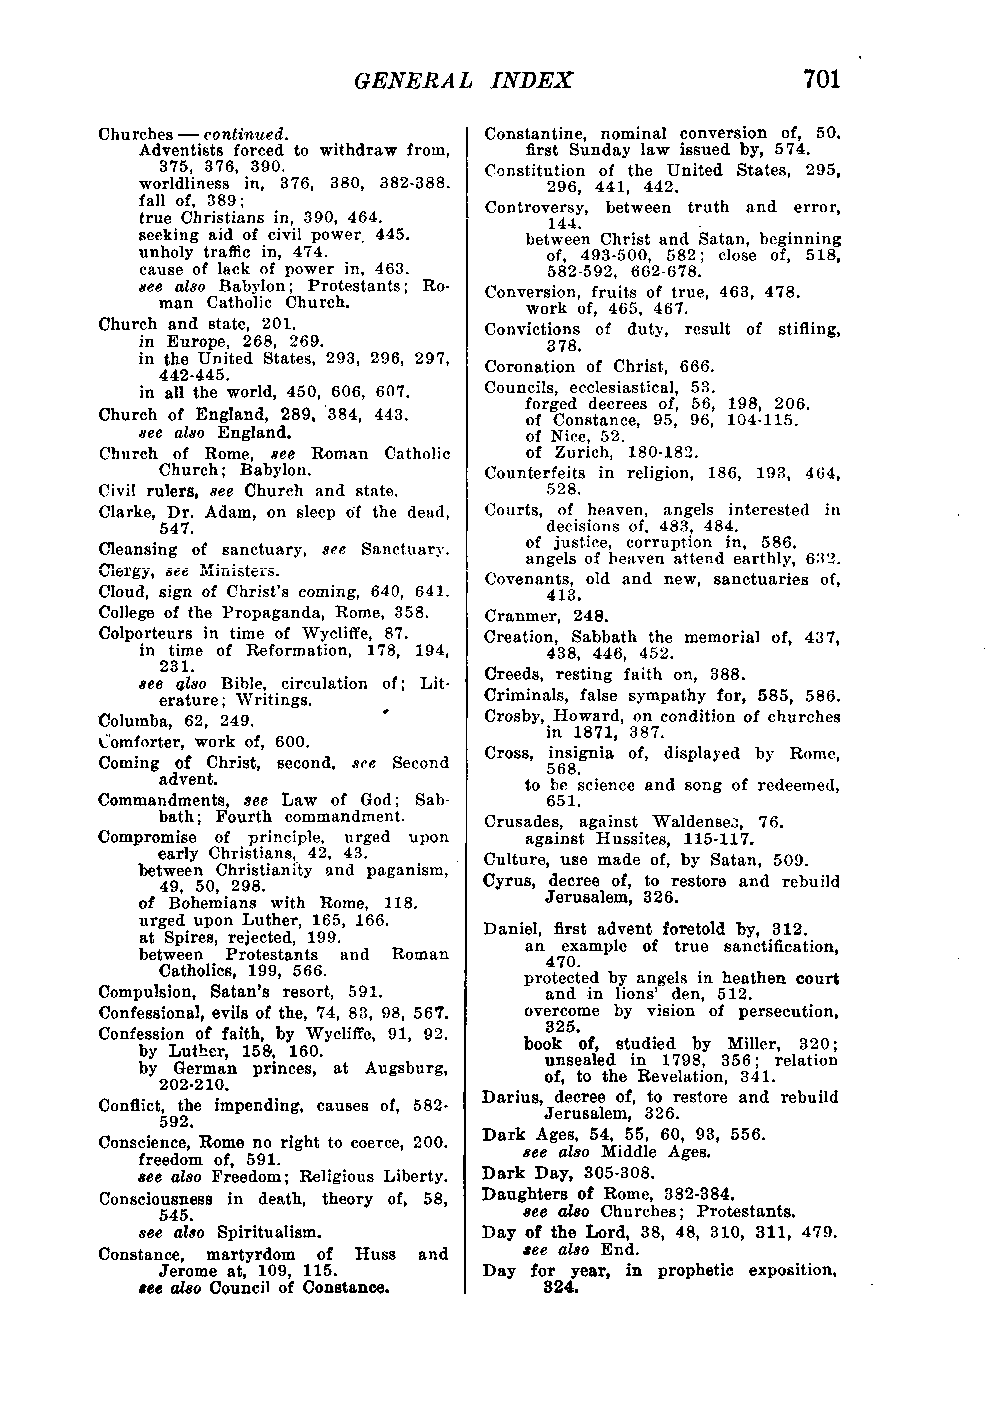 GENERAL INDEX 701
Churches — continued.
Adventists forced to withdraw from,
375, 376, 390.
worldliness in, 376, 380, 382-388.
fall of, 389;
true Christians in, 390, 464.
seeking aid of civil power, 445.
unholy traffic in, 474.
cause of lack of power in, 463.
see also Babylon; Protestants; Ro-
man Catholic Church.
Church and state, 201.
in Europe, 268, 269.
in the United States, 293, 296, 297,
442-445.
in all the world, 450, 606, 607.
Church of England, 289, 384, 443.
see also England.
Church of Rome, see Roman Catholic
Church; Babylon.
Civil rulers, see Church and state.
Clarke, Dr. Adam, on sleep of the dead,
547.
Cleansing of sanctuary, see Sanctuary.
Clergy, see Ministers.
Cloud, sign of Christ's coming, 640, 641.
College of the Propaganda, Rome, 358.
Colporteurs in time of Wycliffe, 87.
in time of Reformation, 178, 194,
231.
see also Bible, circulation of; Lit-
erature; Writings.
Columba, 62, 249.
Comforter, work of, 600.
Coming of Christ, second, see Second
advent.
Commandments, see Law of God; Sab-
bath; Fourth commandment.
Compromise of principle, urged upon
early Christians, 42, 43.
between Christianity and paganism,
49, 50, 298.
of Bohemians with Rome, 118.
urged upon Luther, 165, 166.
at Spires, rejected, 199.
between Protestants and Roman
Catholics, 199, 566.
Compulsion, Satan's resort, 591.
Confessional, evils of the, 74, 83, 98, 567.
Confession of faith, by Wycliffe, 91, 92.
by Luther, 158, 160.
by German princes, at Augsburg,
202-210.
Conflict, the impending, causes of, 582-
592.
Conscience, Rome no right to coerce, 200.
freedom of, 591.
see also Freedom; Religious Liberty.
Consciousness in death, theory of, 58,
545.
see also Spiritualism.
Constance, martyrdom of Huss and
Jerome at, 109, 115.
see also Council of Constance.
Constantine, nominal conversion of, 50.
first Sunday law issued by, 574.
Constitution of the United States, 295,
296, 441, 442.
Controversy, between truth and error,
144.
between Christ and Satan, beginning
of, 493-500, 582; close of, 518,
582-592, 662-678.
Conversion, fruits of true, 463, 478.
work of, 465, 467.
Convictions of duty, result of stifling,
378.
Coronation of Christ, 666.
Councils, ecclesiastical, 53.
forged decrees of, 56, 198, 206.
of Constance, 95, 96, 104-115.
of Nice, 52.
of Zurich, 180-182.
Counterfeits in religion, 186, 193, 464,
528.
Courts, of heaven, angels interested in
decisions of, 483, 484.
of justice, corruption in, 586.
angels of heaven attend earthly, 632.
Covenants, old and new, sanctuaries of,
413.
Cranmer, 248.
Creation, Sabbath the memorial of, 437,
438, 446, 452.
Creeds, resting faith on, 388.
Criminals, false sympathy for, 585, 586.
Crosby, Howard, on condition of churches
in 1871, 387.
Cross, insignia of, displayed by Rome,
568.
to be science and song of redeemed,
651.
Crusades, against Waldenses, 76.
against Hussites, 115-117.
Culture, use made of, by Satan, 509.
Cyrus, decree of, to restore and rebuild
Jerusalem, 326.
Daniel, first advent foretold by, 312.
an example of true sanctification,
470.
protected by angels in heathen court
and in lions' den, 512.
overcome by vision of persecution,
325.
book of, studied by Miller, 320;
unsealed in 1798, 356; relation
of, to the Revelation, 341.
Darius, decree of, to restore and rebuild
Jerusalem, 326.
Dark Ages, 54, 55, 60, 93, 556.
see also Middle Ages.
Dark Day, 305-308.
Daughters of Rome, 382-384.
see also Churches; Protestants.
Day of the Lord, 38, 48, 310, 311, 479.
see also End.
Day for year, in prophetic exposition,
324.